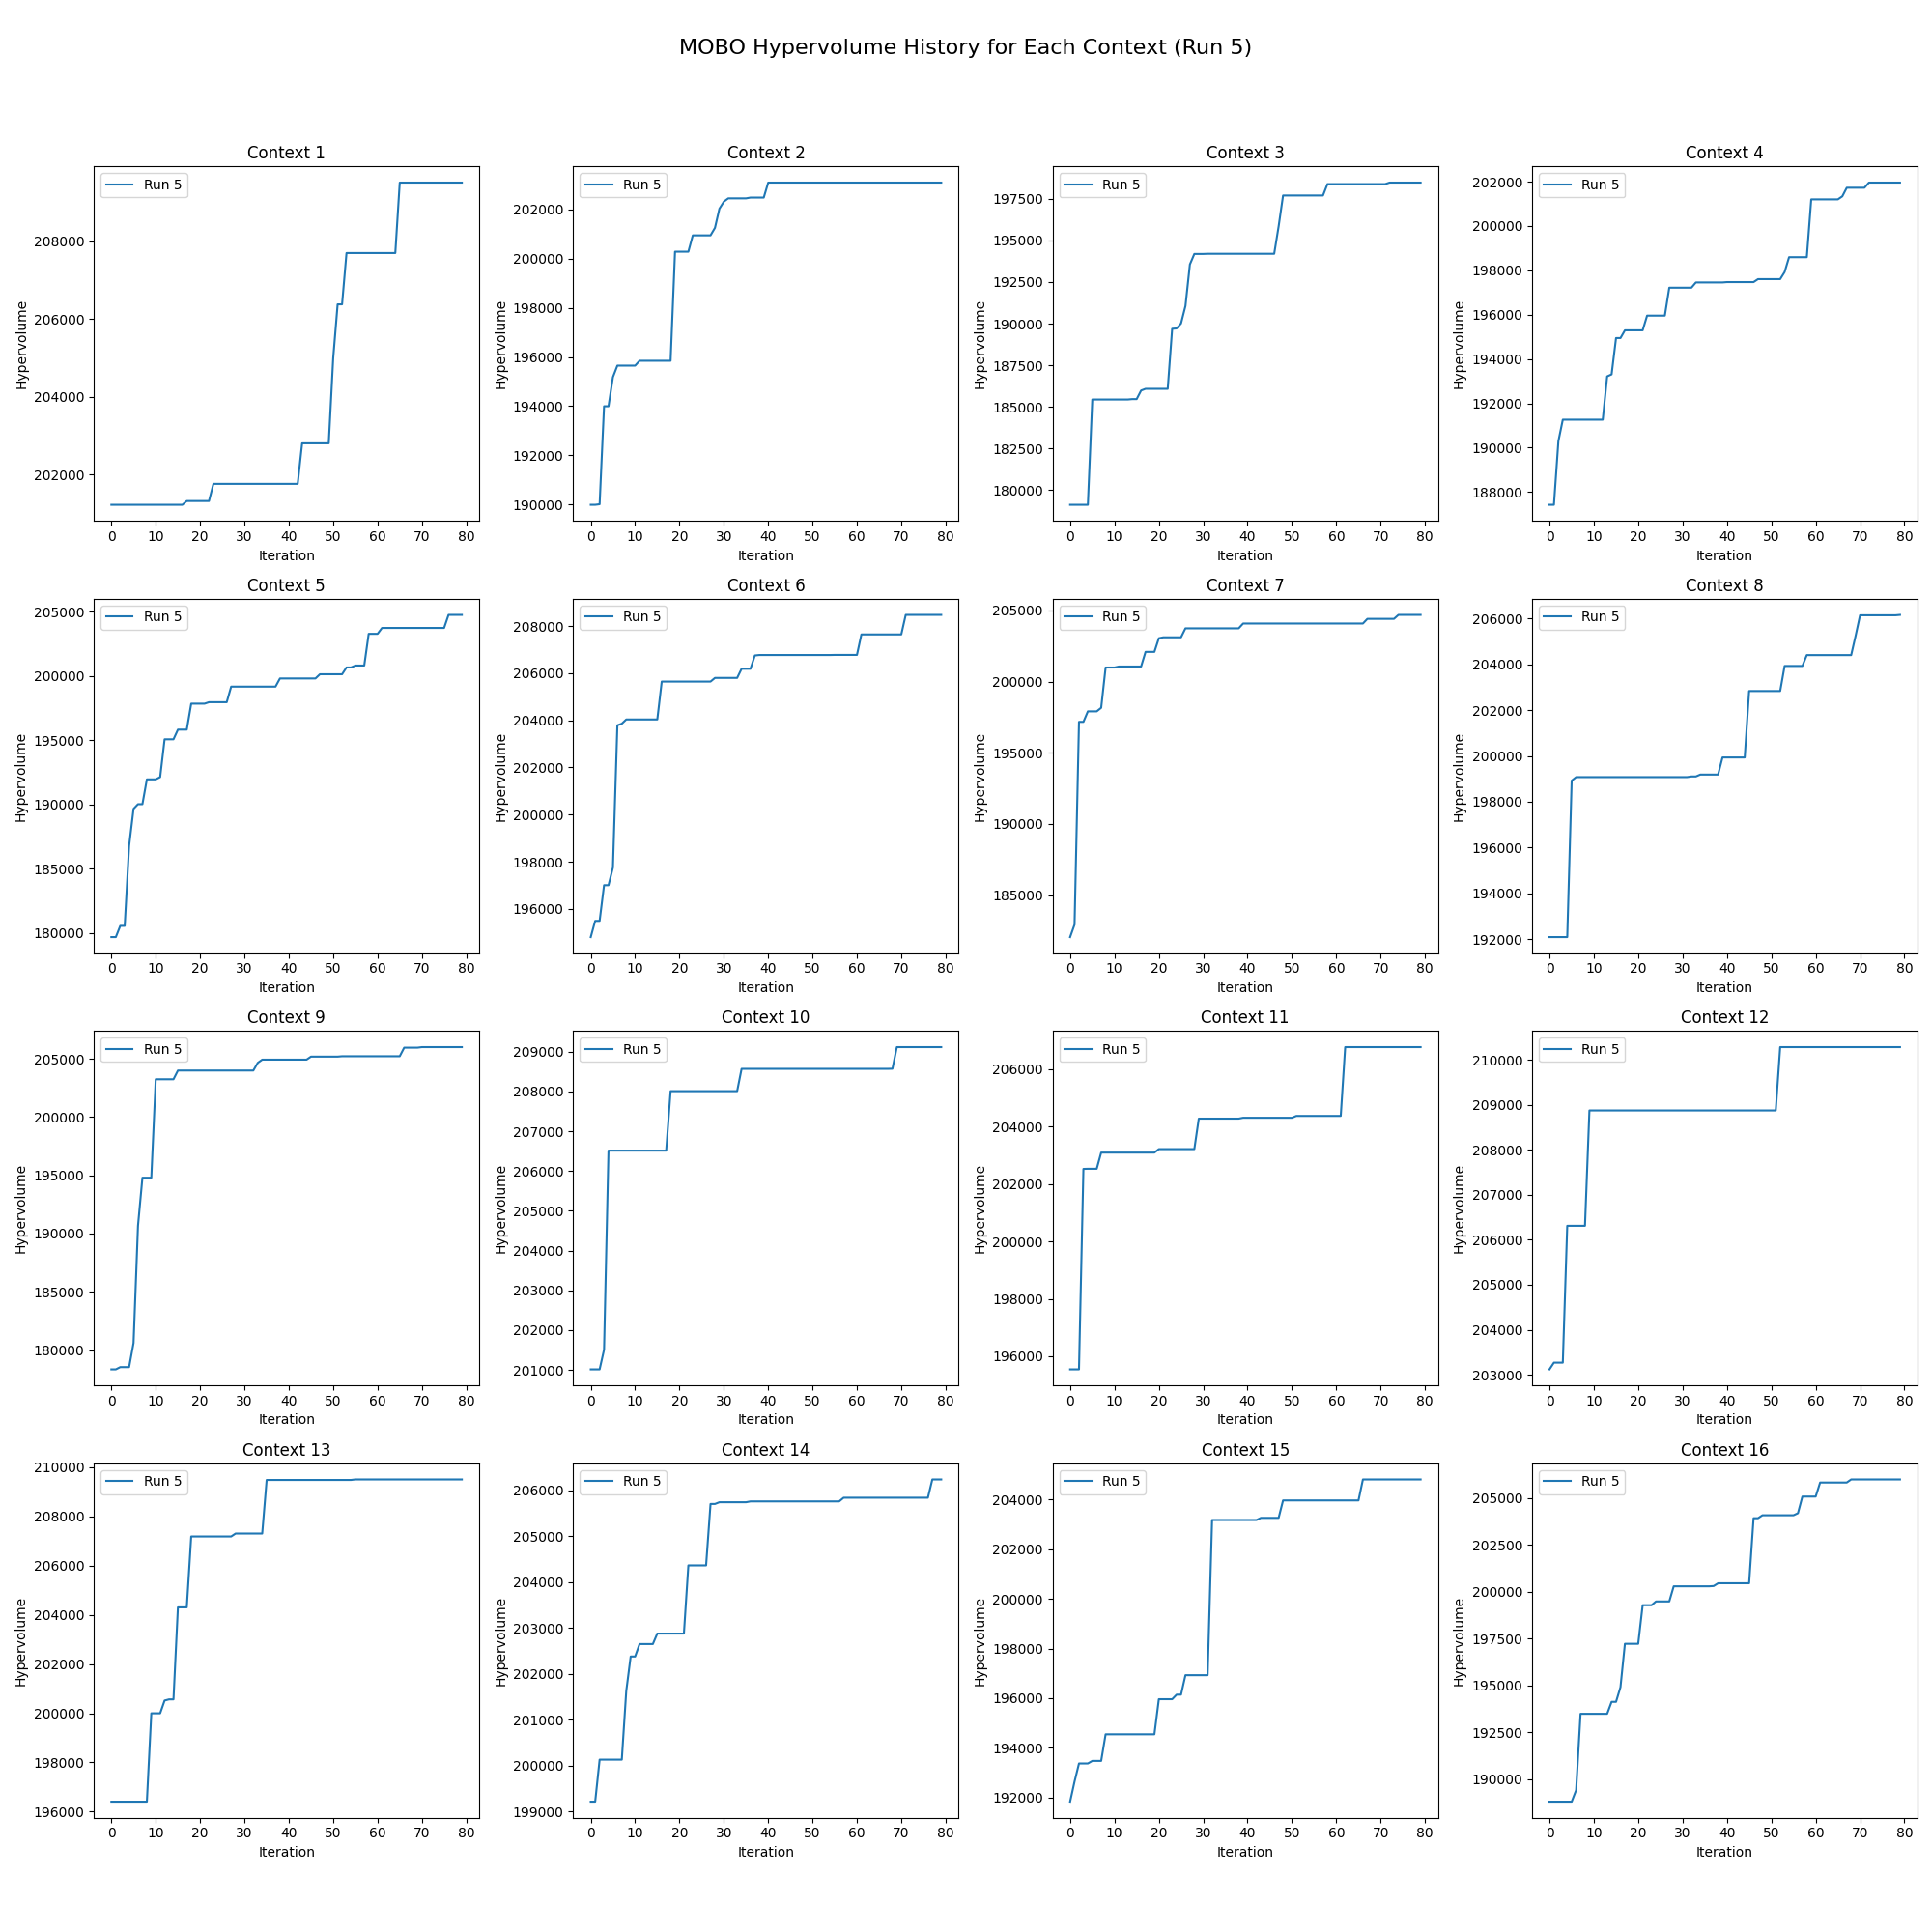 MOBO Hypervolume History for Each Context (Run 5)
Context 1
Run 5
Hypervolume
208000
206000
204000
202000
0 10 20 30 40 50 60 70 80
Iteration
Context 2
Run 5
Hypervolume
202000
200000
198000
196000
194000
192000
190000
0 10 20 30 40 50 60 70 80
Iteration
Context 3
Run 5
Hypervolume
197500
195000
192500
190000
187500
185000
182500
180000
0 10 20 30 40 50 60 70 80
Iteration
Context 4
Run 5
Hypervolume
202000
200000
198000
196000
194000
192000
190000
188000
0 10 20 30 40 50 60 70 80
Iteration
Context 5
Run 5
Hypervolume
205000
200000
195000
190000
185000
180000
0 10 20 30 40 50 60 70 80
Iteration
Context 6
Run 5
Hypervolume
208000
206000
204000
202000
200000
198000
196000
0 10 20 30 40 50 60 70 80
Iteration
Context 7
Run 5
Hypervolume
205000
200000
195000
190000
185000
0 10 20 30 40 50 60 70 80
Iteration
Context 8
Run 5
Hypervolume
206000
204000
202000
200000
198000
196000
194000
192000
0 10 20 30 40 50 60 70 80
Iteration
Context 9
Run 5
Hypervolume
205000
200000
195000
190000
185000
180000
0 10 20 30 40 50 60 70 80
Iteration
Context 10
Run 5
Hypervolume
209000
208000
207000
206000
205000
204000
203000
202000
201000
0 10 20 30 40 50 60 70 80
Iteration
Context 11
Run 5
Hypervolume
206000
204000
202000
200000
198000
196000
0 10 20 30 40 50 60 70 80
Iteration
Context 12
Run 5
Hypervolume
210000
209000
208000
207000
206000
205000
204000
203000
0 10 20 30 40 50 60 70 80
Iteration
Context 13
Run 5
Hypervolume
210000
208000
206000
204000
202000
200000
198000
196000
0 10 20 30 40 50 60 70 80
Iteration
Context 14
Run 5
Hypervolume
206000
205000
204000
203000
202000
201000
200000
199000
0 10 20 30 40 50 60 70 80
Iteration
Context 15
Run 5
Hypervolume
204000
202000
200000
198000
196000
194000
192000
0 10 20 30 40 50 60 70 80
Iteration
Context 16
Run 5
Hypervolume
205000
202500
200000
197500
195000
192500
190000
0 10 20 30 40 50 60 70 80
Iteration